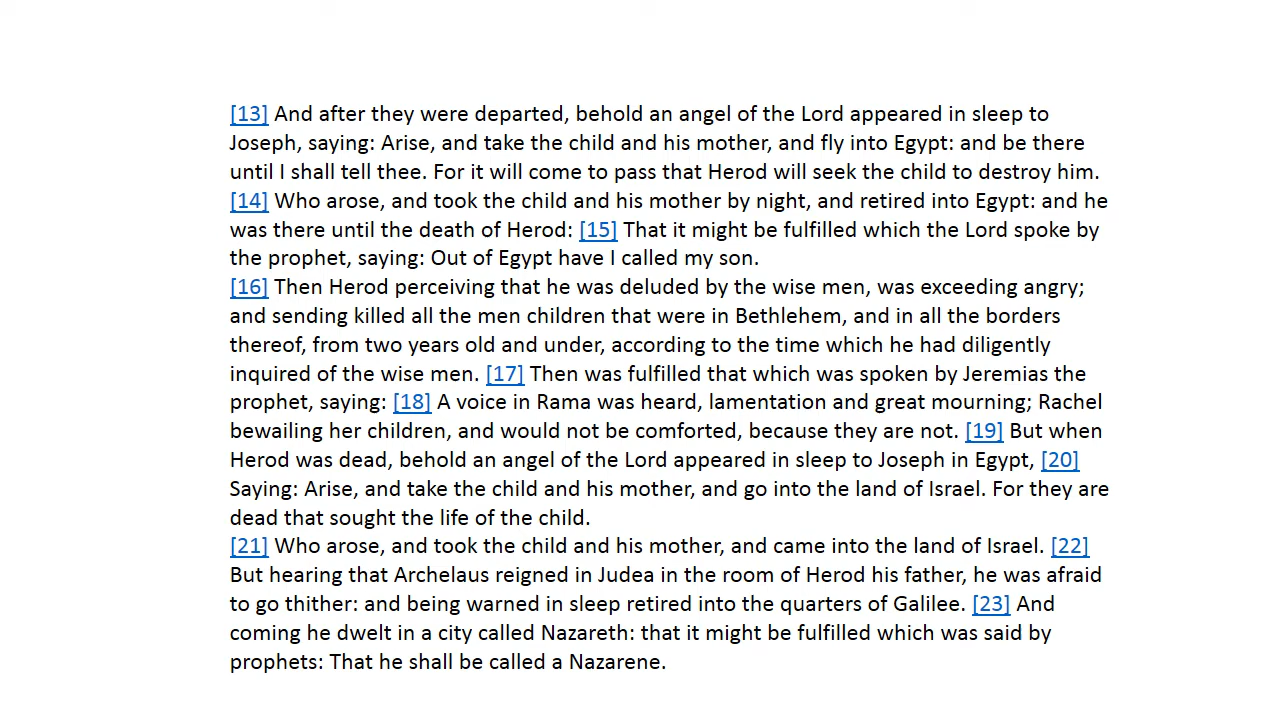 [13] And after they were departed, behold an angel of the Lord appeared in sleep to
Joseph, saying: Arise, and take the child and his mother, and fly into Egypt: and be there
until I shall tell thee. For it will come to pass that Herod will seek the child to destroy him.
[14] Who arose, and took the child and his mother by night, and retired into Egypt: and he
was there until the death of Herod: [15] That it might be fulfilled which the Lord spoke by
the prophet, saying: Out of Egypt have I called my son.
[16] Then Herod perceiving that he was deluded by the wise men, was exceeding angry;
and sending killed all the men children that were in Bethlehem, and in all the borders
thereof, from two years old and under, according to the time which he had diligently
inquired of the wise men. [17] Then was fulfilled that which was spoken by Jeremias the
prophet, saying: [18] A voice in Rama was heard, lamentation and great mourning; Rachel
bewailing her children, and would not be comforted, because they are not. [19] But when
Herod was dead, behold an angel of the Lord appeared in sleep to Joseph in Egypt, [20]
Saying: Arise, and take the child and his mother, and go into the land of Israel. For they are
dead that sought the life of the child.
[21] Who arose, and took the child and his mother, and came into the land of Israel. [22]
But hearing that Archelaus reigned in Judea in the room of Herod his father, he was afraid
to go thither: and being warned in sleep retired into the quarters of Galilee. [23] And
coming he dwelt in a city called Nazareth: that it might be fulfilled which was said by
prophets: That he shall be called a Nazarene.